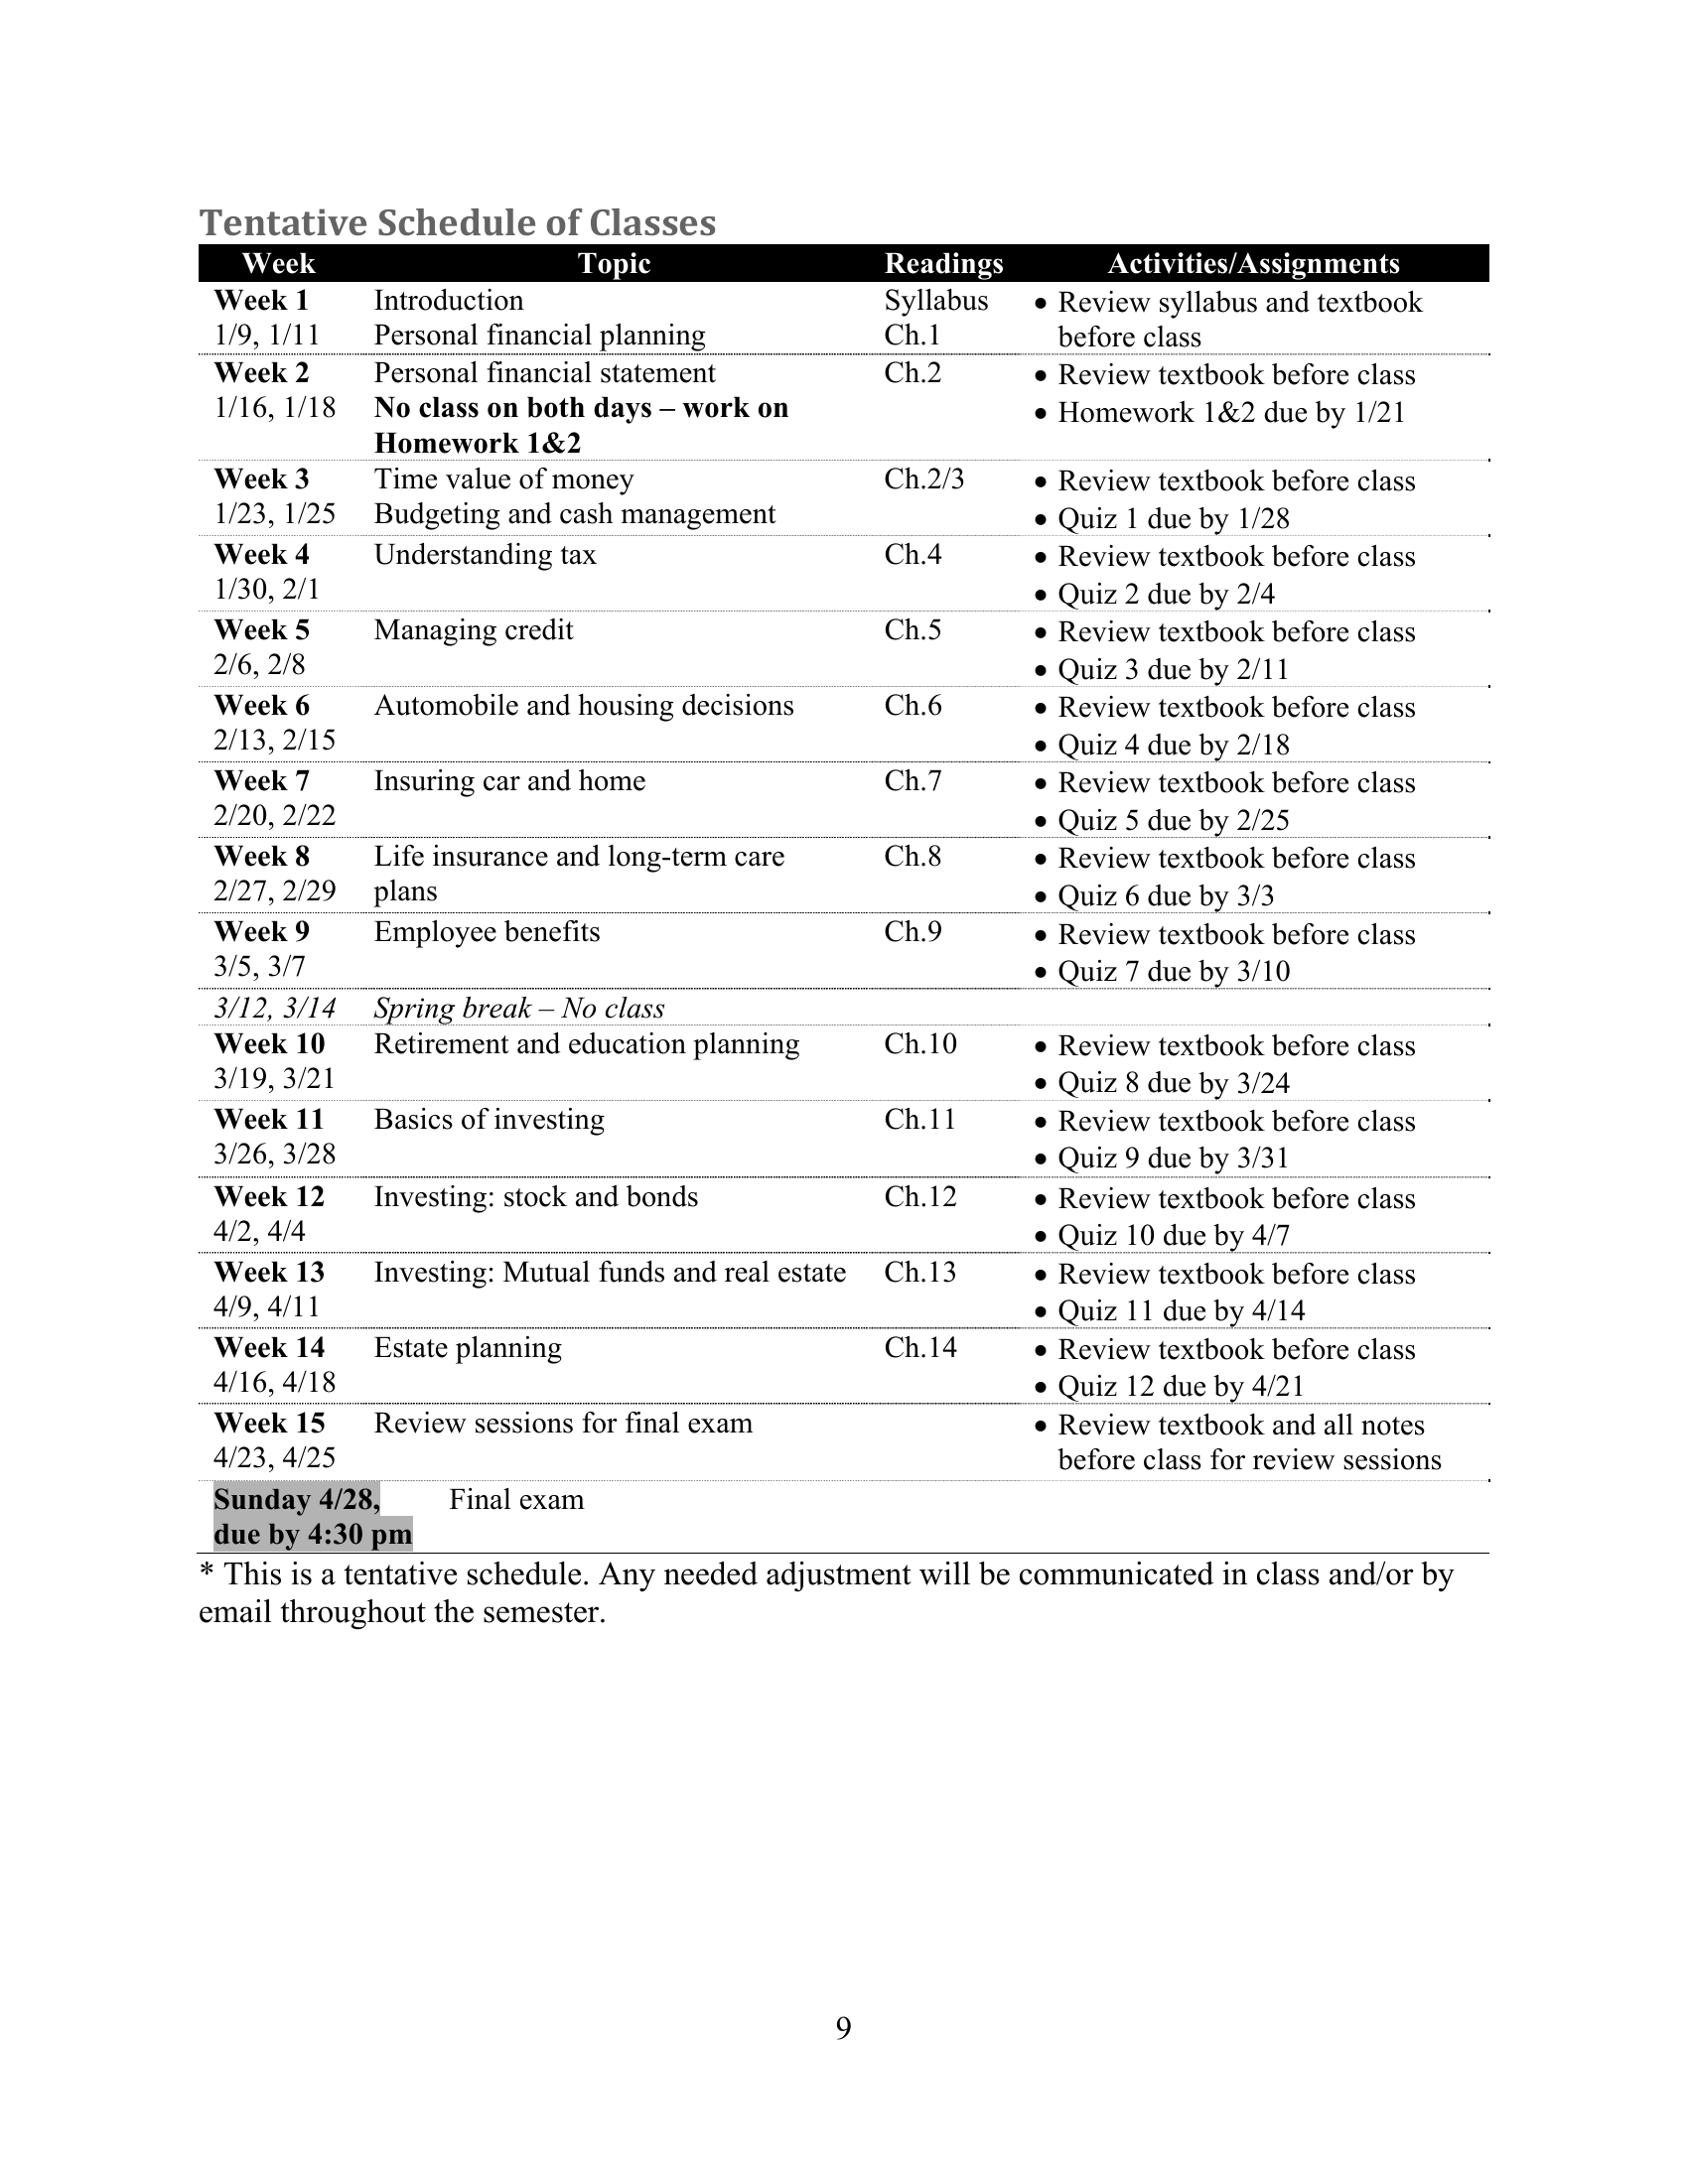 Tentative Schedule of Classes
Week Topic Readings Activities/Assignments
Week 1 Introduction Syllabus • Review syllabus and textbook
1/9, 1/11 Personal financial planning Ch.1 before class
Week 2 Personal financial statement Ch.2 • Review textbook before class
1/16, 1/18 No class on both days – work on • Homework 1&2 due by 1/21
Homework 1&2
Week 3 Time value of money Ch.2/3 • Review textbook before class
1/23, 1/25 Budgeting and cash management • Quiz 1 due by 1/28
Week 4 Understanding tax Ch.4 • Review textbook before class
1/30, 2/1 • Quiz 2 due by 2/4
Week 5 Managing credit Ch.5 • Review textbook before class
2/6, 2/8 • Quiz 3 due by 2/11
Week 6 Automobile and housing decisions Ch.6 • Review textbook before class
2/13, 2/15 • Quiz 4 due by 2/18
Week 7 Insuring car and home Ch.7 • Review textbook before class
2/20, 2/22 • Quiz 5 due by 2/25
Week 8 Life insurance and long-term care Ch.8 • Review textbook before class
2/27, 2/29 plans • Quiz 6 due by 3/3
Week 9 Employee benefits Ch.9 • Review textbook before class
3/5, 3/7 • Quiz 7 due by 3/10
3/12, 3/14 Spring break – No class
Week 10 Retirement and education planning Ch.10 • Review textbook before class
3/19, 3/21 • Quiz 8 due by 3/24
Week 11 Basics of investing Ch.11 • Review textbook before class
3/26, 3/28 • Quiz 9 due by 3/31
Week 12 Investing: stock and bonds Ch.12 • Review textbook before class
4/2, 4/4 • Quiz 10 due by 4/7
Week 13 Investing: Mutual funds and real estate Ch.13 • Review textbook before class
4/9, 4/11 • Quiz 11 due by 4/14
Week 14 Estate planning Ch.14 • Review textbook before class
4/16, 4/18 • Quiz 12 due by 4/21
Week 15 Review sessions for final exam • Review textbook and all notes
4/23, 4/25 before class for review sessions
Sunday 4/28, Final exam
due by 4:30 pm
* This is a tentative schedule. Any needed adjustment will be communicated in class and/or by
email throughout the semester.
9